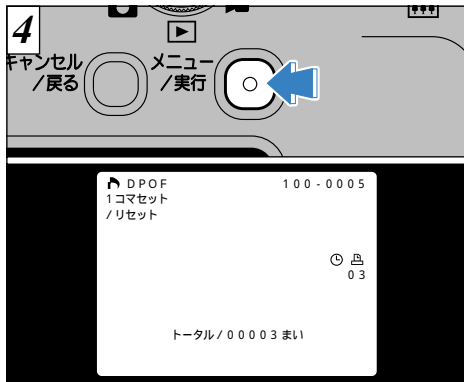 4
キャンセル
/戻る
メニュー
/実行
DPOF 100-0005
1コマセット
/リセット
03
トータル/00003まい